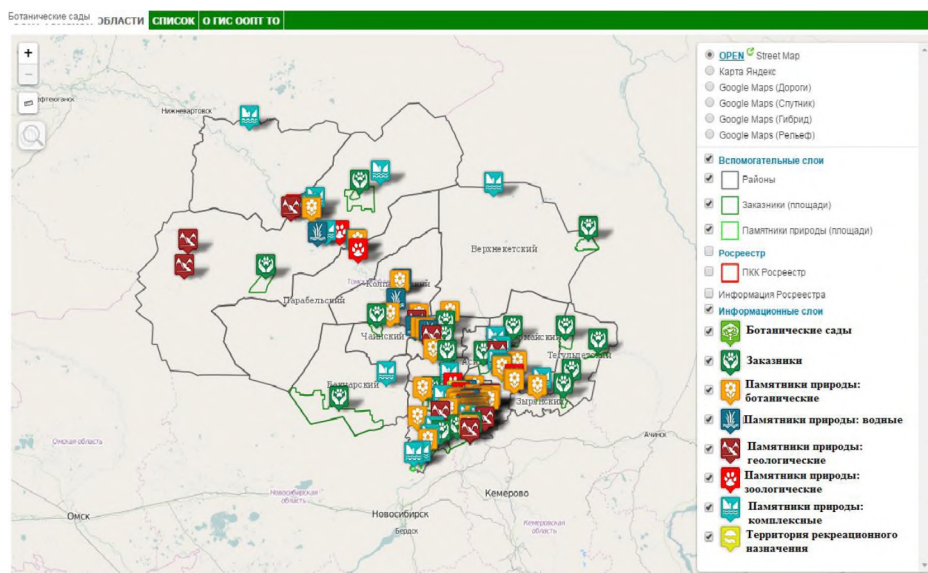 Ботанические сады
ОБЛАСТИ СПИСОК О ГИС ООПТ ТО
Нижневартовск
Верхнекетский
Парабельский
Чаинский
Бакчарский
Тегульдетский
Зырянский
Ачинск
Омская область
Омск
Новосибирская область
Новосибирск
Бердск
Кемерово
Кемеровская область
OPEN Street Map
Карта Яндекс
Google Maps (Дороги)
Google Maps (Спутник)
Google Maps (Гибрид)
Google Maps (Рельеф)
Вспомогательные слои
Районы
Заказники (площади)
Памятники природы (площади)
Росреестр
ПКК Росреестр
Информация Росреестра
Информационные слои
Ботанические сады
Заказники
Памятники природы:
ботанические
Памятники природы: водные
Памятники природы:
геологические
Памятники природы:
зоологические
Памятники природы:
комплексные
Территория рекреационного
назначения